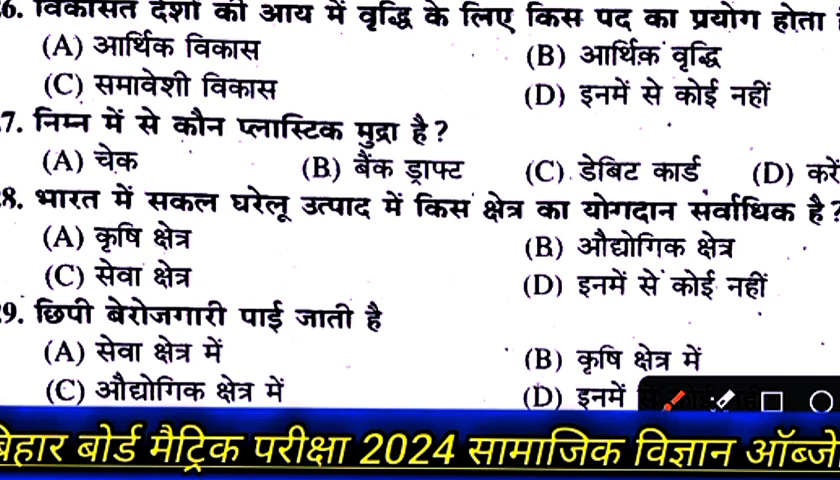 6. विकासित देशों की आय में वृद्धि के लिए किस पद का प्रयोग होता
(A) आर्थिक विकास (B) आर्थिक वृद्धि
(C) समावेशी विकास (D) इनमें से कोई नहीं
7. निम्न में से कौन प्लास्टिक मुद्रा है?
(A) चेक (B) बैंक ड्राफ्ट (C) डेबिट कार्ड (D) करें
8. भारत में सकल घरेलू उत्पाद में किस क्षेत्र का योगदान सर्वाधिक है?
(A) कृषि क्षेत्र (B) औद्योगिक क्षेत्र
(C) सेवा क्षेत्र (D) इनमें से कोई नहीं
9. छिपी बेरोजगारी पाई जाती है
(A) सेवा क्षेत्र में (B) कृषि क्षेत्र में
(C) औद्योगिक क्षेत्र में (D) इनमें
बिहार बोर्ड मैट्रिक परीक्षा 2024 सामाजिक विज्ञान ऑब्जे